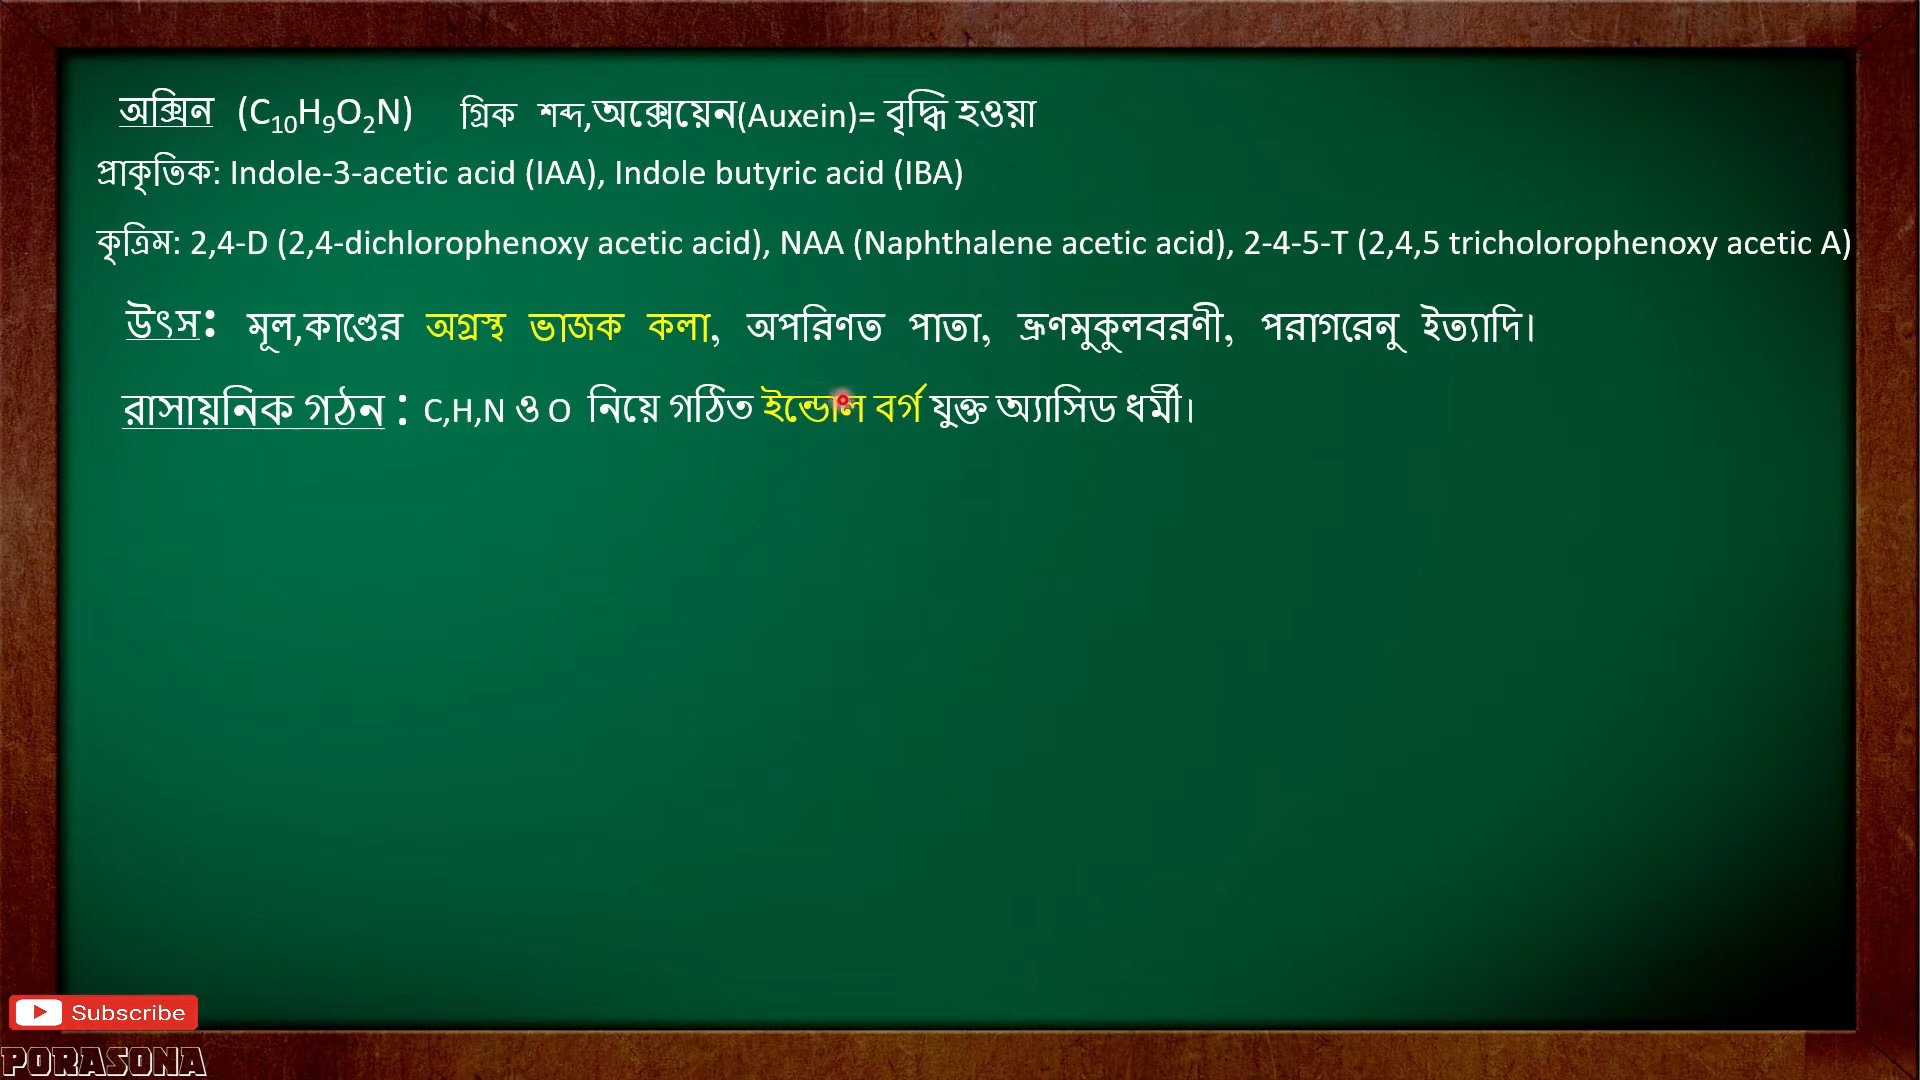 অক্সিন (C10H9O2N) গ্রিক শব্দ,অক্সেয়েন(Auxein)= বৃদ্ধি হওয়া
প্রাকৃতিক: Indole-3-acetic acid (IAA), Indole butyric acid (IBA)
কৃত্রিম: 2,4-D (2,4-dichlorophenoxy acetic acid), NAA (Naphthalene acetic acid), 2-4-5-T (2,4,5 tricholorophenoxy acetic A)
উৎস: মূল,কাণ্ডের অগ্রস্থ ভাজক কলা, অপরিণত পাতা, ভ্রূণমুকুলবরণী, পরাগরেনু ইত্যাদি।
রাসায়নিক গঠন : C,H,N ও O নিয়ে গঠিত ইন্ডোল বর্গ যুক্ত অ্যাসিড ধর্মী।
Subscribe
PORASONA